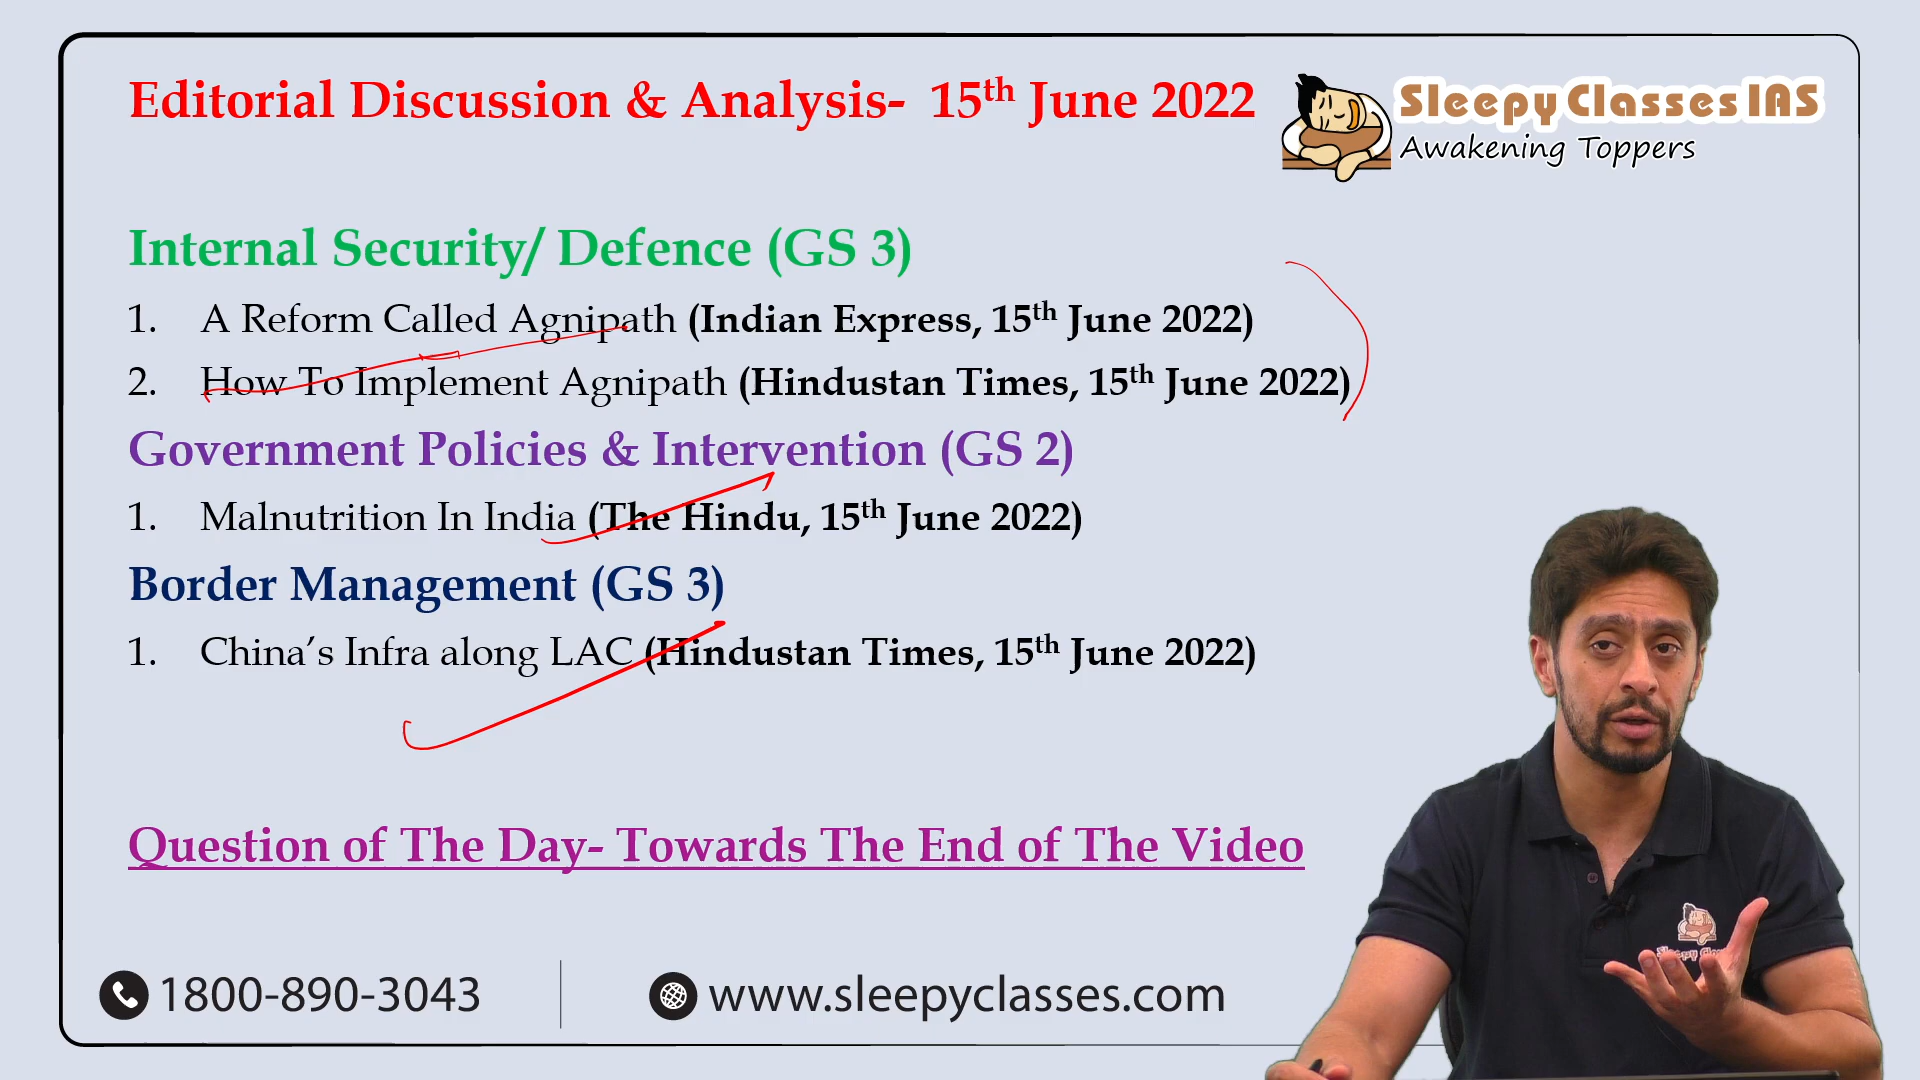 Editorial Discussion & Analysis- 15th June 2022
Sleepy Classes IAS
Awakening Toppers
Internal Security/ Defence (GS 3)
1. A Reform Called Agnipath (Indian Express, 15th June 2022)
2. How To Implement Agnipath (Hindustan Times, 15th June 2022)
Government Policies & Intervention (GS 2)
1. Malnutrition In India (The Hindu, 15th June 2022)
Border Management (GS 3)
1. China’s Infra along LAC (Hindustan Times, 15th June 2022)
Question of The Day- Towards The End of The Video
1800-890-3043
www.sleepyclasses.com